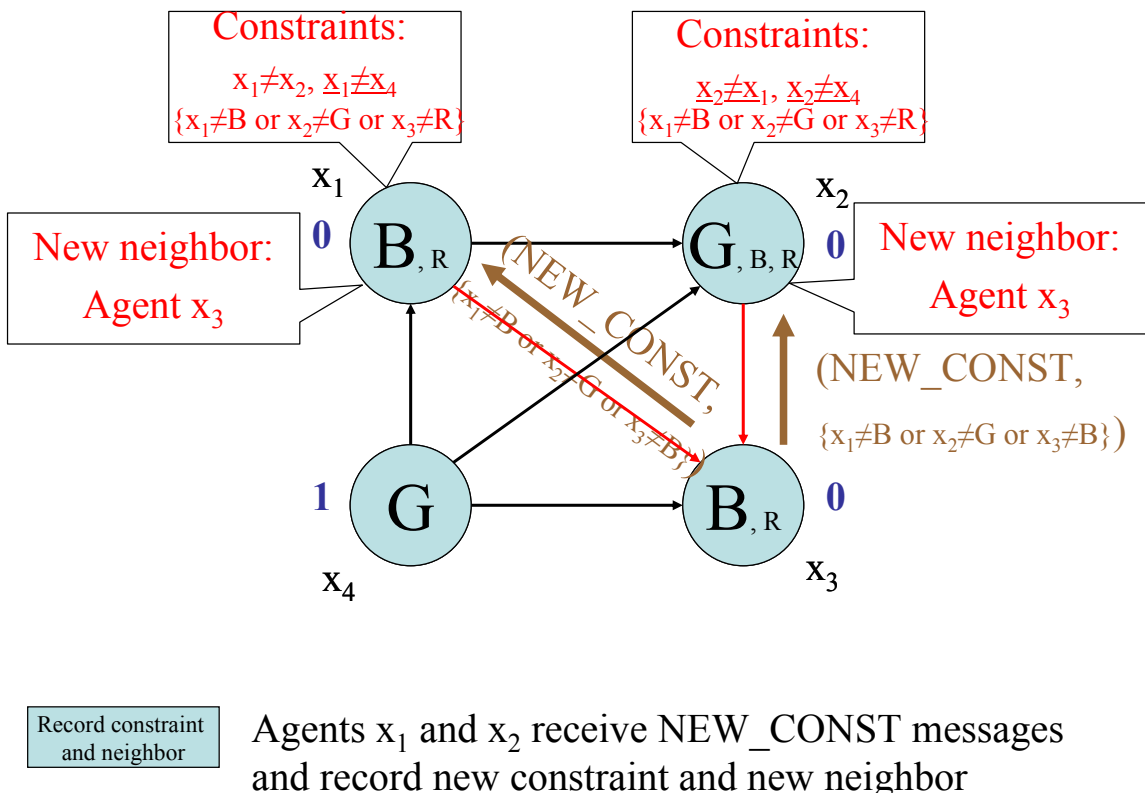 Constraints:
x₁≠x₂, x₁≠x₄
{x₁≠B or x₂≠G or x₃≠R}
Constraints:
x₂≠x₁, x₂≠x₄
{x₁≠B or x₂≠G or x₃≠R}
x₁
x₂
New neighbor:
Agent x₃
0
B, R
G, B, R
0
New neighbor:
Agent x₃
(NEW_CONST,
{x₁≠B or x₂≠G or x₃≠B})
(NEW_CONST,
{x₁≠B or x₂≠G or x₃≠B})
1
G
B, R
0
x₄
x₃
Record constraint
and neighbor
Agents x₁ and x₂ receive NEW_CONST messages
and record new constraint and new neighbor